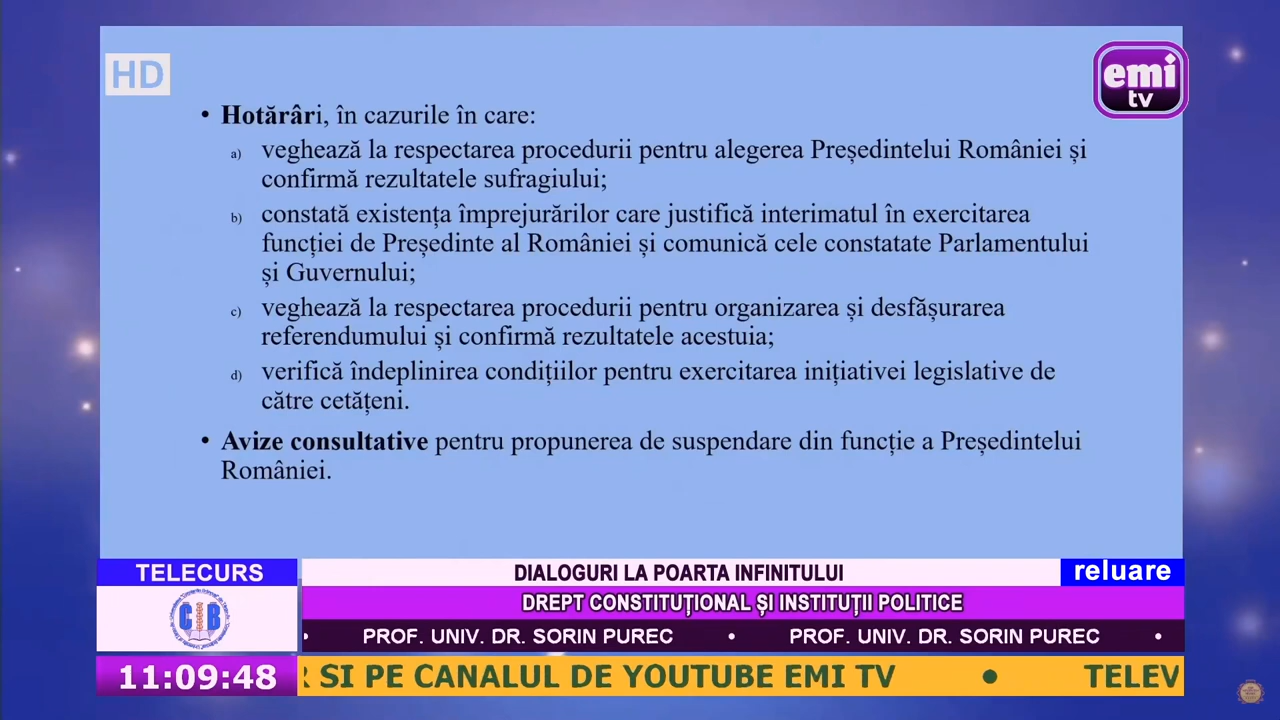 HD
emi
tv
• Hotărâri, în cazurile în care:
a) veghează la respectarea procedurii pentru alegerea Președintelui României și
confirmă rezultatele sufragiului;
b) constată existența împrejurărilor care justifică interimatul în exercitarea
funcției de Președinte al României și comunică cele constatate Parlamentului
și Guvernului;
c) veghează la respectarea procedurii pentru organizarea și desfășurarea
referendumului și confirmă rezultatele acestuia;
d) verifică îndeplinirea condițiilor pentru exercitarea inițiativei legislative de
către cetățeni.
• Avize consultative pentru propunerea de suspendare din funcție a Președintelui
României.
TELECURS
DIALOGURI LA POARTA INFINITULUI
reluare
DREPT CONSTITUȚIONAL ȘI INSTITUȚII POLITICE
CB
• PROF. UNIV. DR. SORIN PUREC • PROF. UNIV. DR. SORIN PUREC •
11:09:48
SI PE CANALUL DE YOUTUBE EMI TV • TELEV